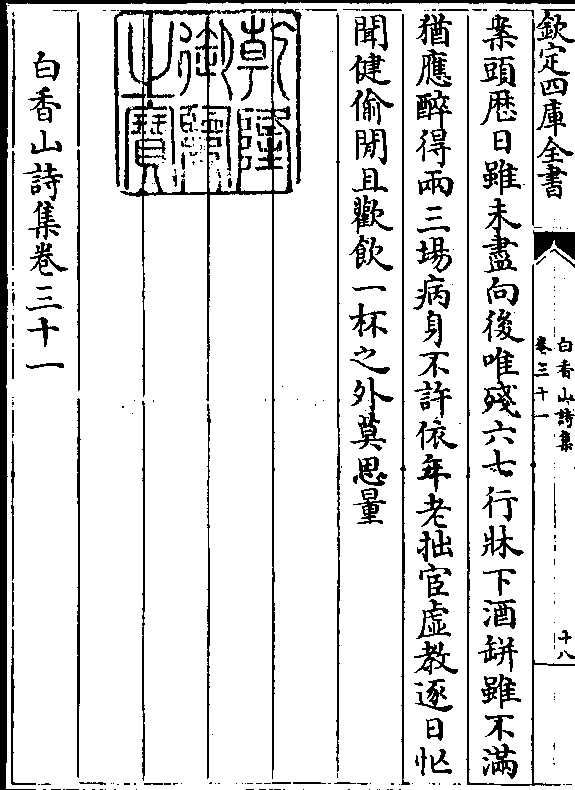 欽定四庫全書
白香山詩集
卷三十一
十八
案頭厯日雖未盡向後唯殘六七行牀下酒缾雖不滿
猶應醉得兩三場病身不許依年老拙宦虛教逐日忙
聞健偷閒且歡飲一杯之外莫思量
乾隆御覽之寶
白香山詩集卷三十一